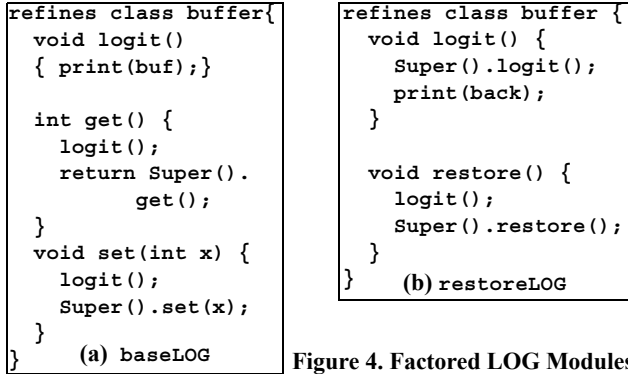 refines class buffer{
void logit()
{ print(buf);}
int get() {
logit();
return Super().
get();
}
void set(int x) {
logit();
Super().set(x);
}
}
(a) baseLOG
refines class buffer {
void logit() {
Super().logit();
print(back);
}
void restore() {
logit();
Super().restore();
}
}
(b) restoreLOG
Figure 4. Factored LOG Modules